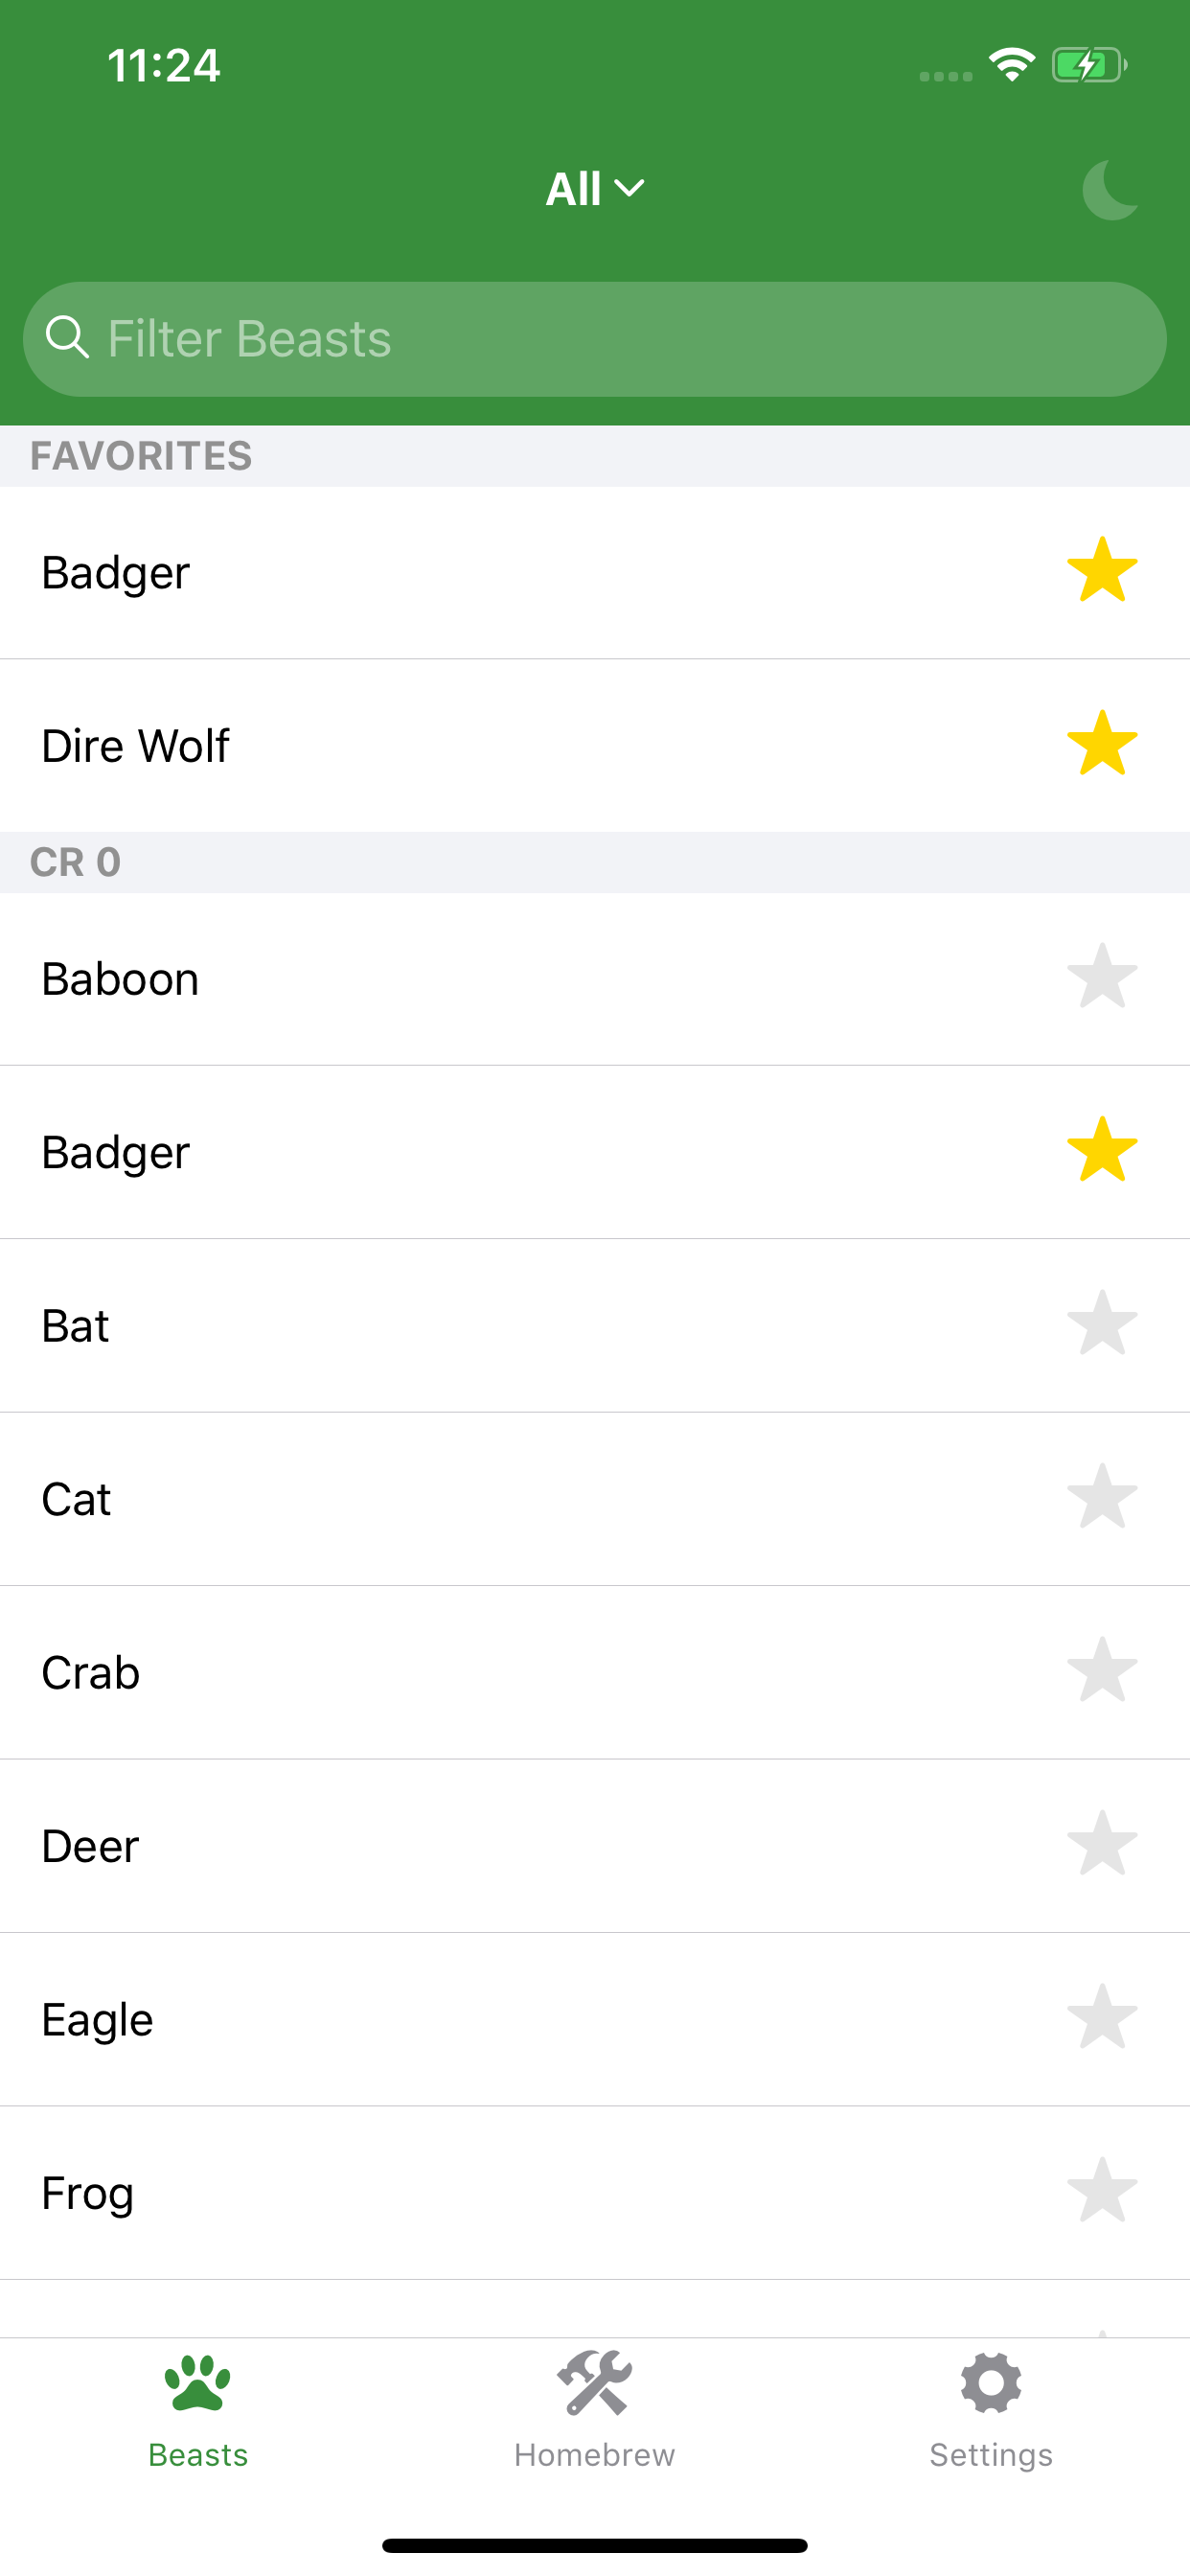 11:24
All
Filter Beasts
FAVORITES
Badger
Dire Wolf
CR 0
Baboon
Badger
Bat
Cat
Crab
Deer
Eagle
Frog
Beasts
Homebrew
Settings